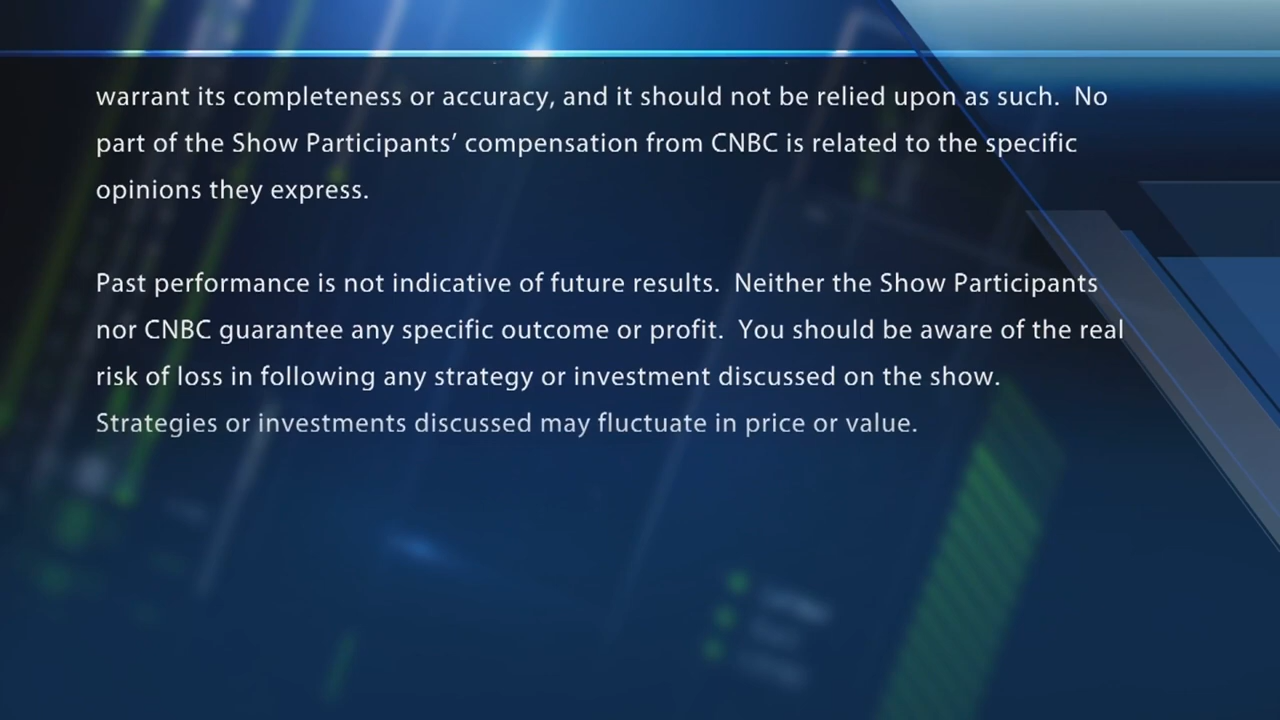 warrant its completeness or accuracy, and it should not be relied upon as such.  No
part of the Show Participants’ compensation from CNBC is related to the specific
opinions they express.
Past performance is not indicative of future results.  Neither the Show Participants
nor CNBC guarantee any specific outcome or profit.  You should be aware of the real
risk of loss in following any strategy or investment discussed on the show.
Strategies or investments discussed may fluctuate in price or value.